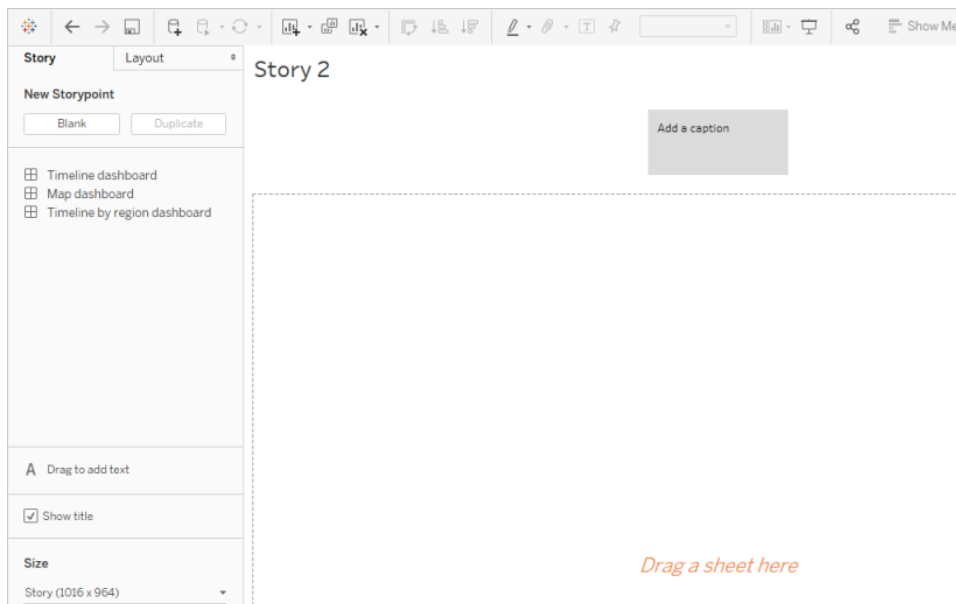 Show Me
Story
Layout
Story 2
New Storypoint
Blank
Duplicate
Add a caption
Timeline dashboard
Map dashboard
Timeline by region dashboard
A Drag to add text
Show title
Drag a sheet here
Size
Story (1016 x 964)